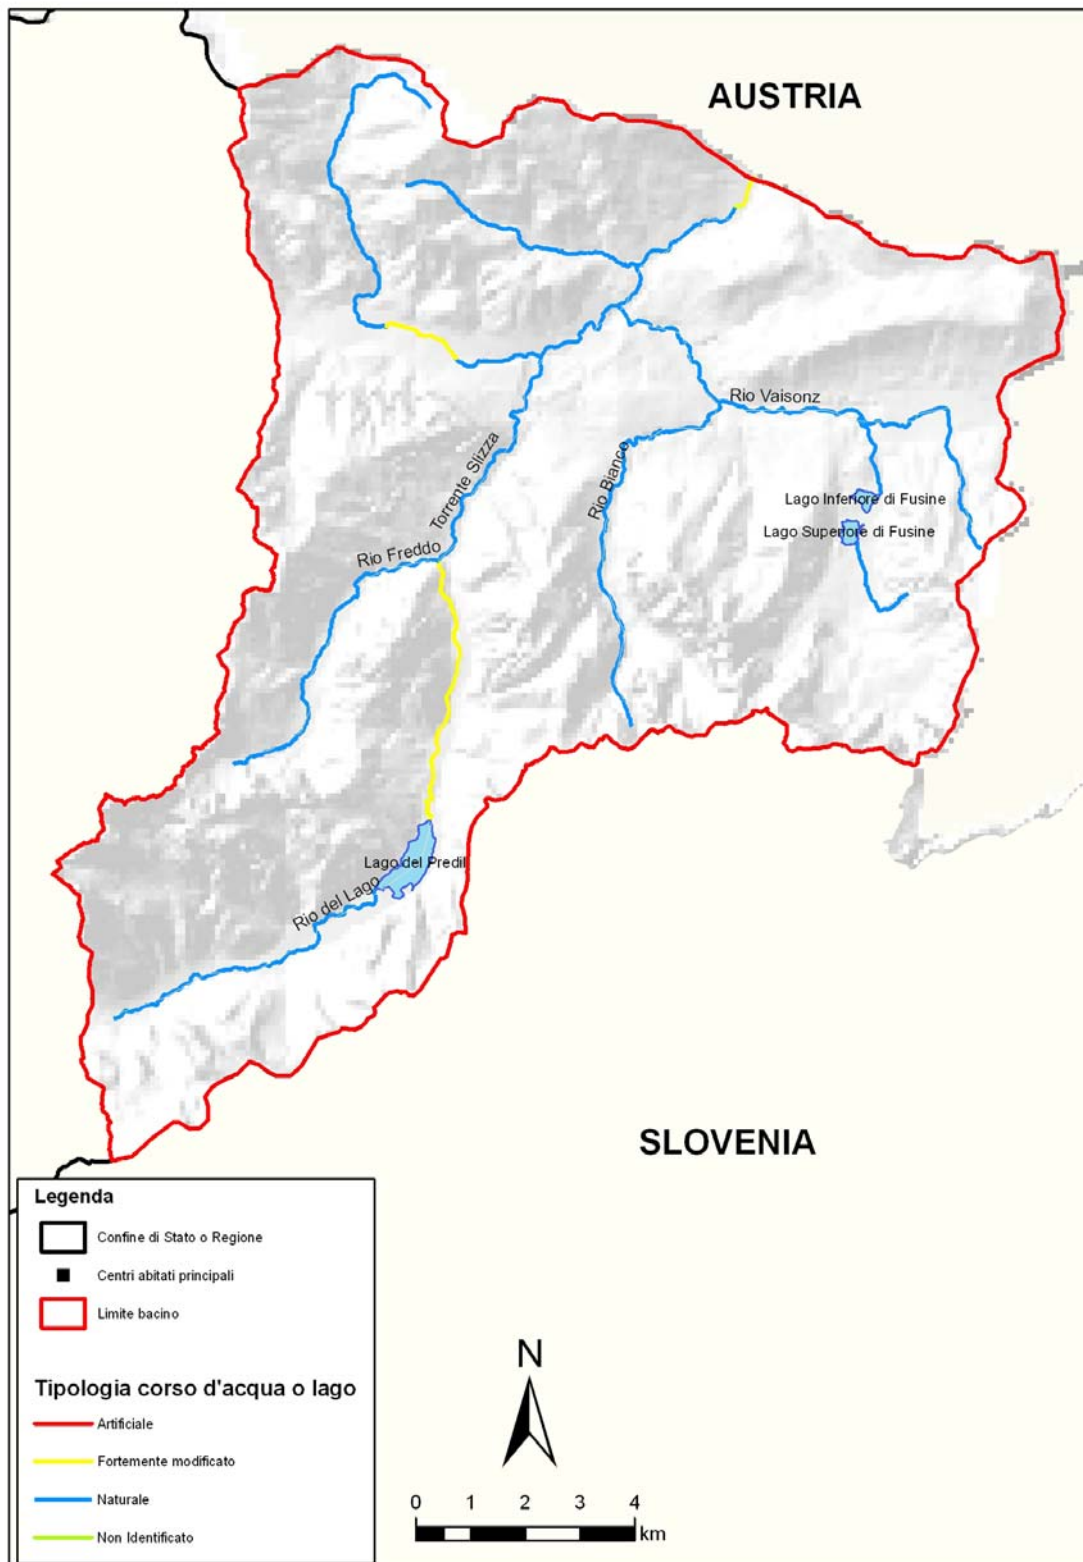 AUSTRIA
Rio Vaisonz
Torrente Slizza
Rio Bianco
Lago Inferiore di Fusine
Lago Superiore di Fusine
Rio Freddo
Lago del Predil
Rio del Lago
SLOVENIA
Legenda
Confine di Stato o Regione
Centri abitati principali
Limite bacino
Tipologia corso d'acqua o lago
Artificiale
Fortemente modificato
Naturale
Non Identificato
N
0 1 2 3 4
km